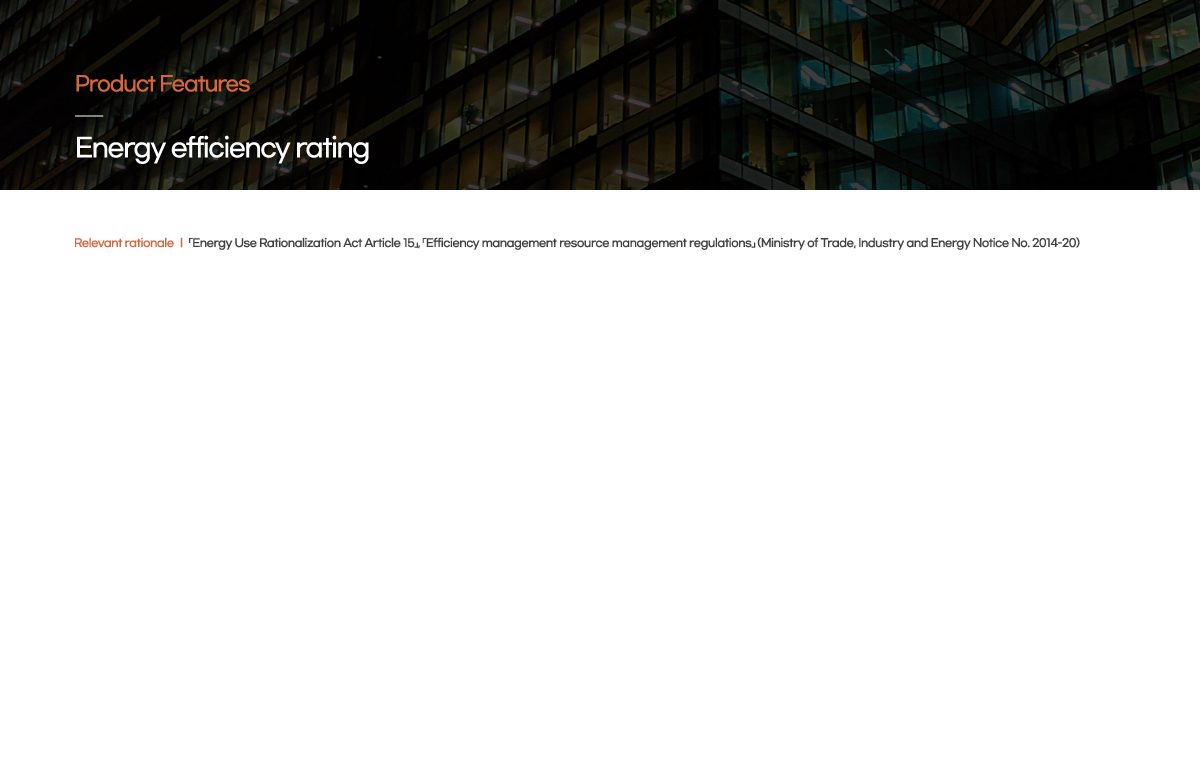 Product Features
Energy efficiency rating
Relevant rationale | 「Energy Use Rationalization Act Article 15」, 「Efficiency management resource management regulations」 (Ministry of Trade, Industry and Energy Notice No. 2014-20)